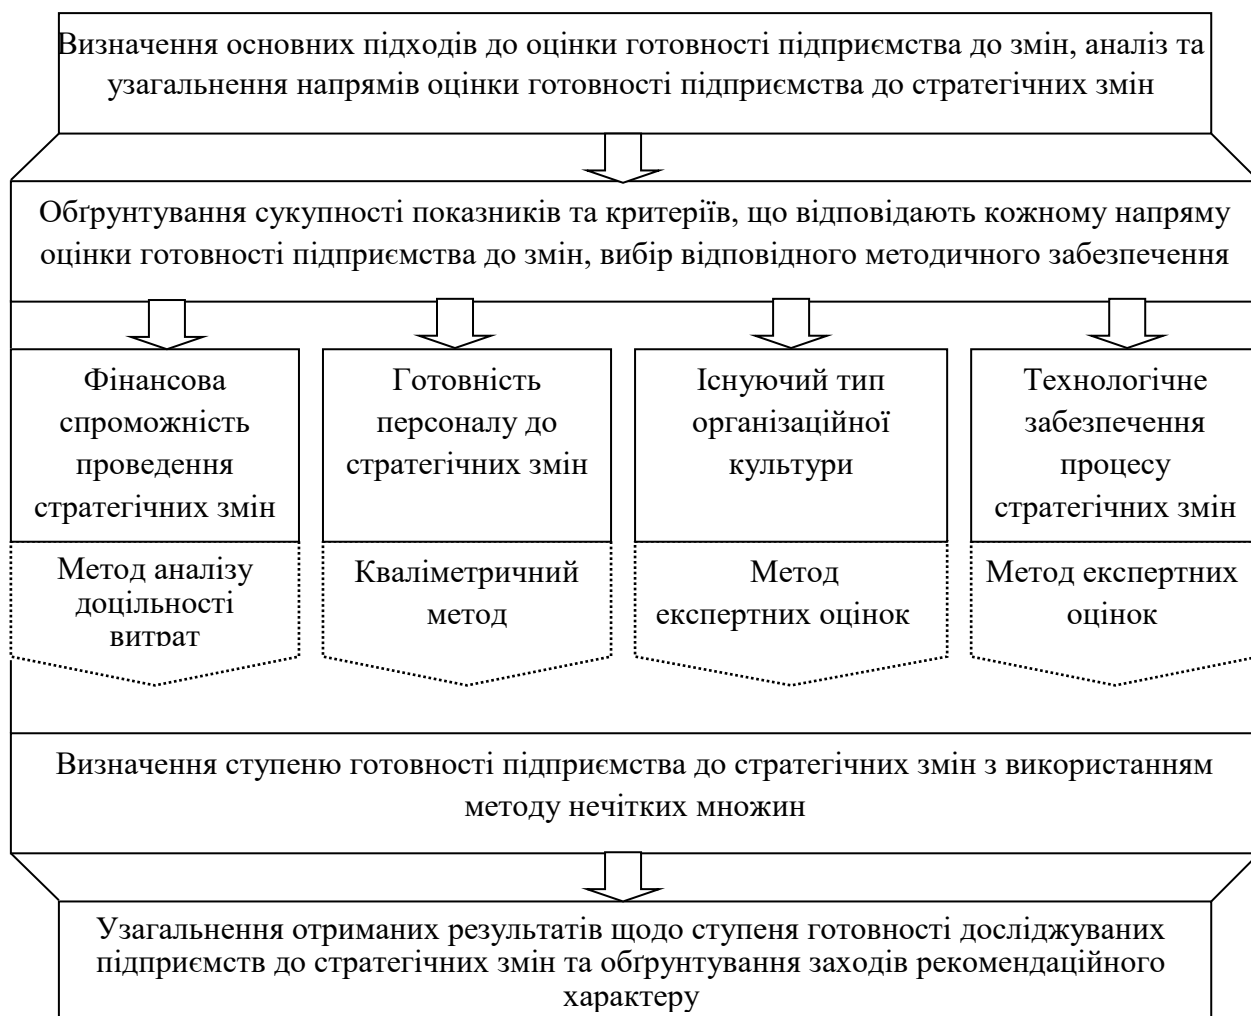 Визначення основних підходів до оцінки готовності підприємства до змін, аналіз та
узагальнення напрямів оцінки готовності підприємства до стратегічних змін
Обґрунтування сукупності показників та критеріїв, що відповідають кожному напряму
оцінки готовності підприємства до змін, вибір відповідного методичного забезпечення
Фінансова
спроможність
проведення
стратегічних змін
Готовність
персоналу до
стратегічних змін
Існуючий тип
організаційної
культури
Технологічне
забезпечення
процесу
стратегічних змін
Метод аналізу
доцільності
витрат
Кваліметричний
метод
Метод
експертних оцінок
Метод експертних
оцінок
Визначення ступеню готовності підприємства до стратегічних змін з використанням
методу нечітких множин
Узагальнення отриманих результатів щодо ступеня готовності досліджуваних
підприємств до стратегічних змін та обґрунтування заходів рекомендаційного
характеру